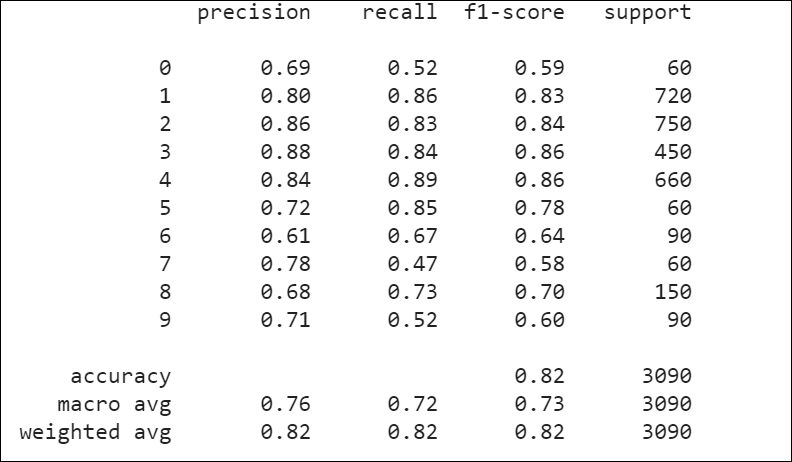 precision recall f1-score support
0 0.69 0.52 0.59 60
1 0.80 0.86 0.83 720
2 0.86 0.83 0.84 750
3 0.88 0.84 0.86 450
4 0.84 0.89 0.86 660
5 0.72 0.85 0.78 60
6 0.61 0.67 0.64 90
7 0.78 0.47 0.58 60
8 0.68 0.73 0.70 150
9 0.71 0.52 0.60 90
accuracy 0.82 3090
macro avg 0.76 0.72 0.73 3090
weighted avg 0.82 0.82 0.82 3090